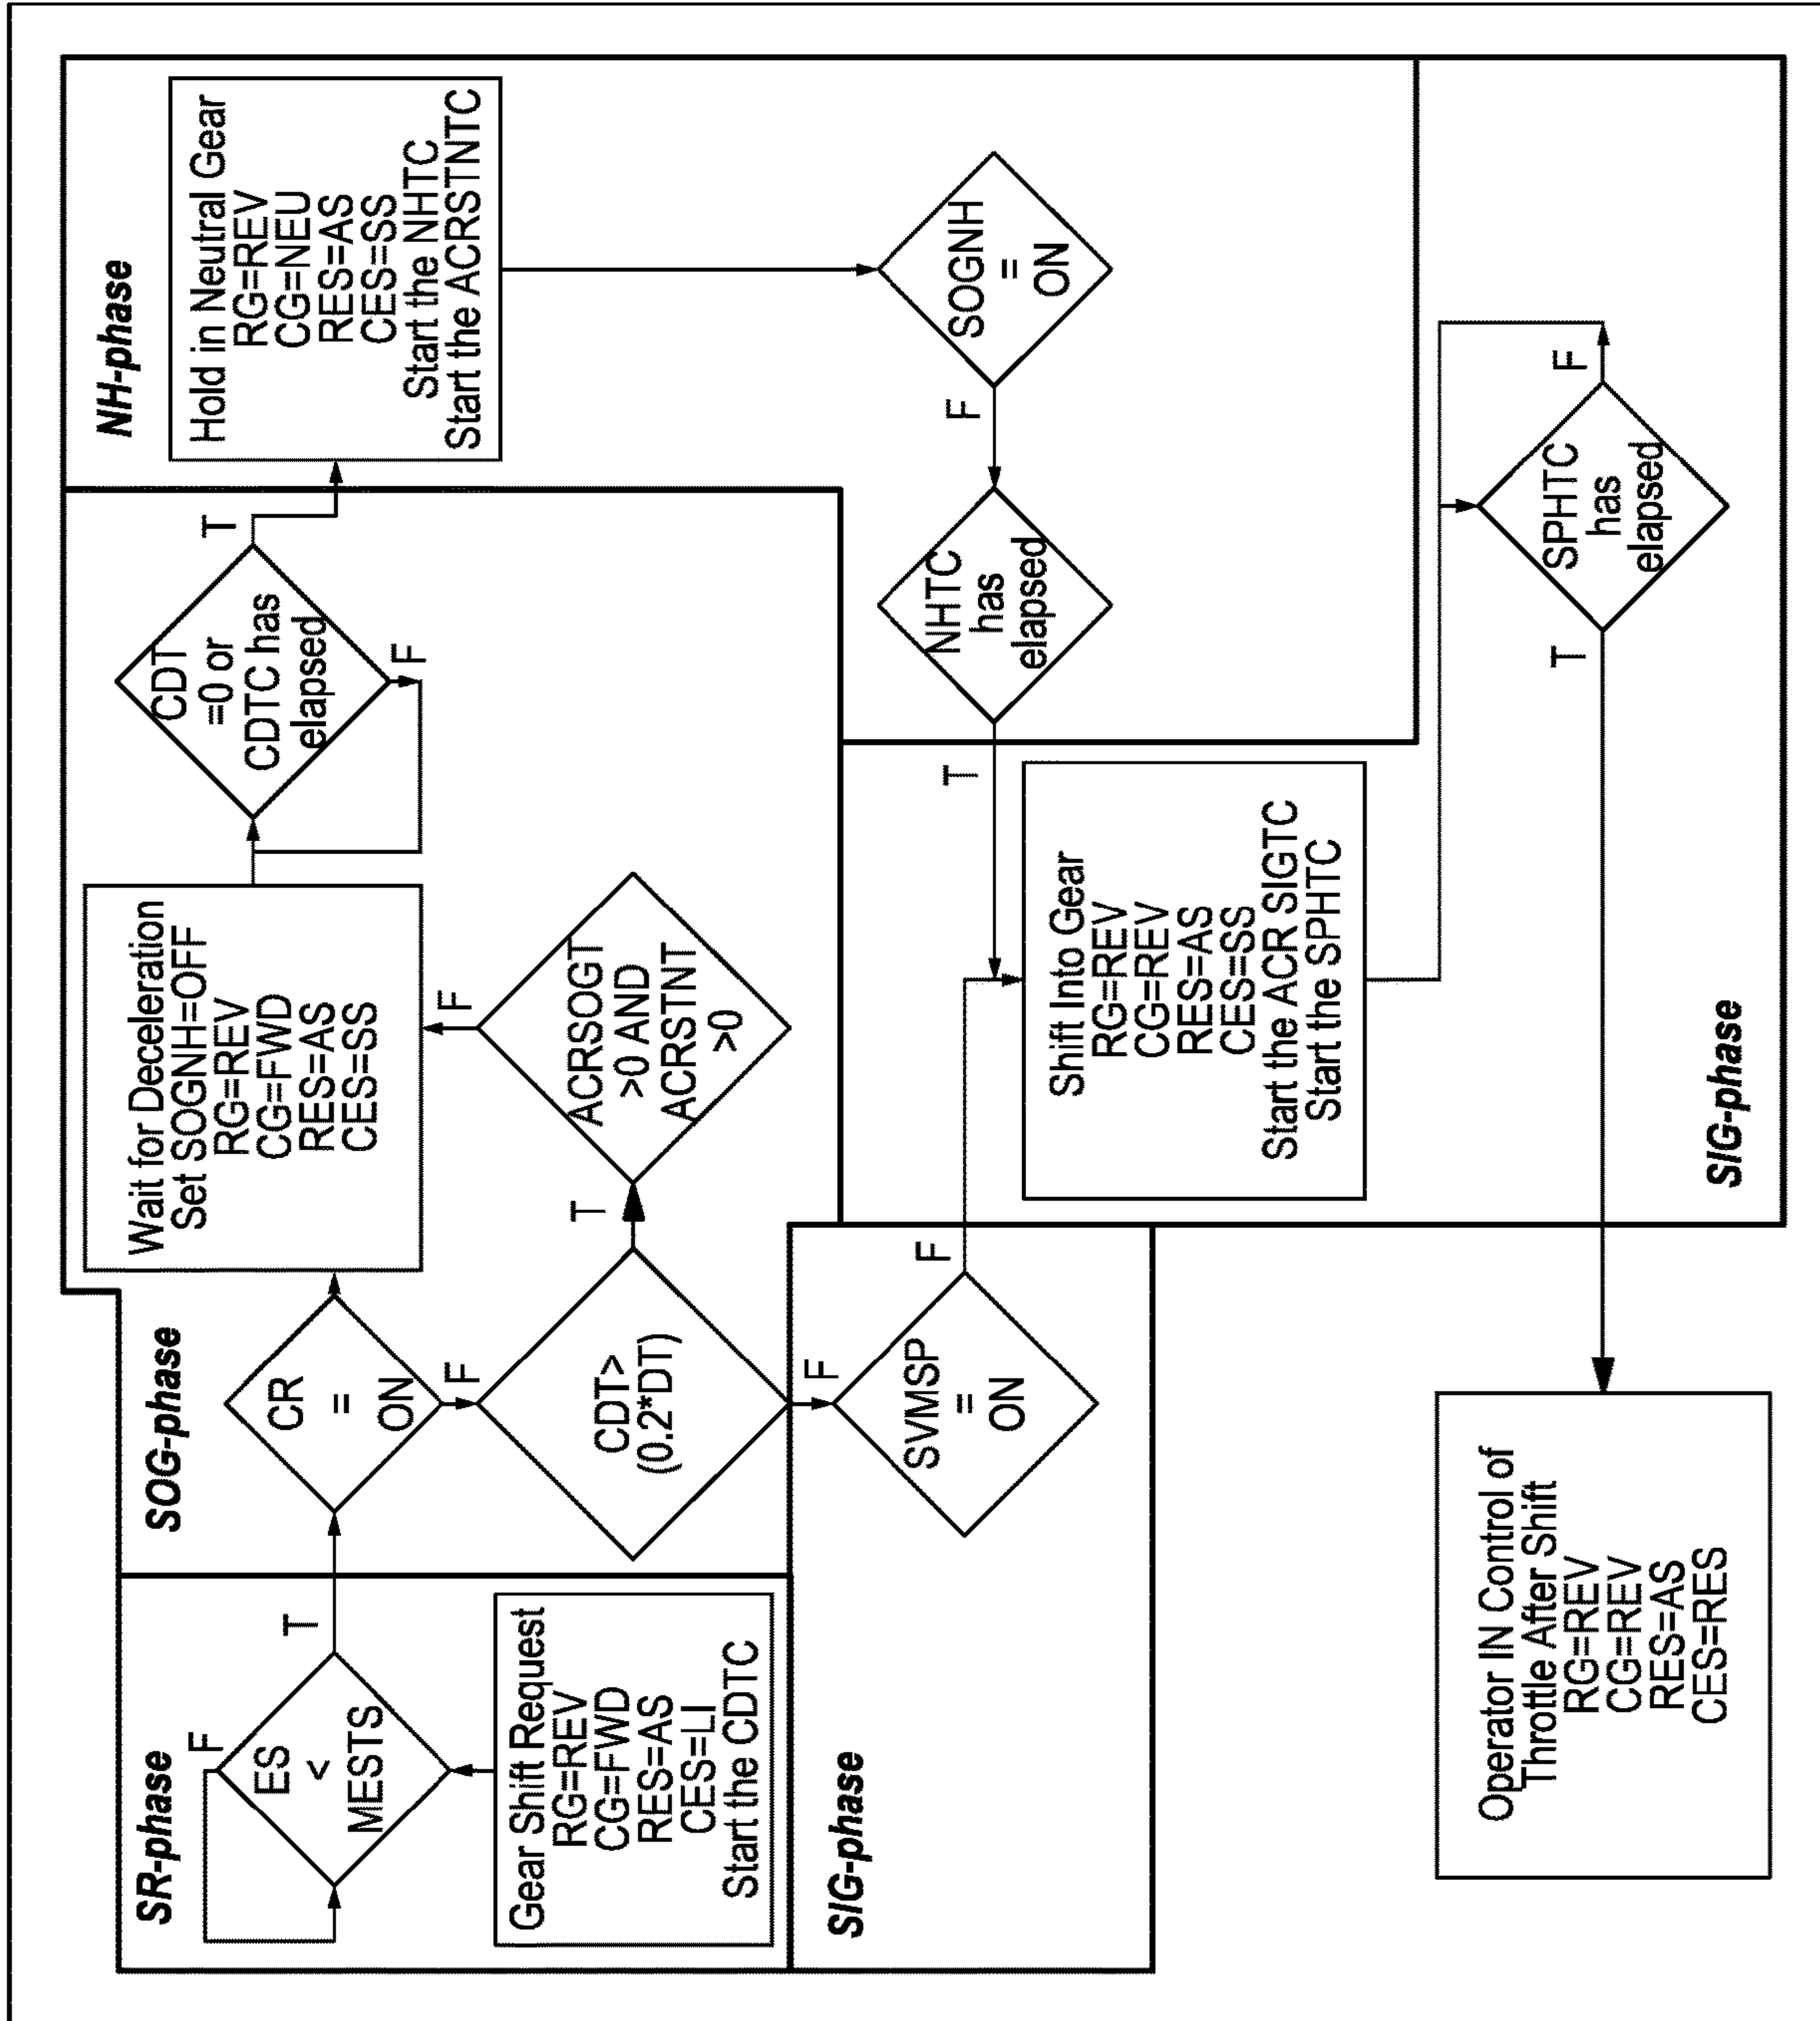 SR-phase
F
ES
<
MESTS
T
Gear Shift Request
RG=REV
CG=FWD
RES=AS
CES=LI
Start the CDTC
SOG-phase
CR
=
ON
F
CDT>
(0.2*DT)
T
F
ACRSOGT
>0 AND
ACRSTNT
>0
F
Wait for Deceleration
Set SOGNH=OFF
RG=REV
CG=FWD
RES=AS
CES=SS
CDT
=0 or
CDTC has
elapsed
F
T
NH-phase
Hold in Neutral Gear
RG=REV
CG=NEU
RES=AS
CES=SS
Start the NHTC
Start the ACRSTNTC
SOGNH
=
ON
F
NHTC
has
elapsed
T
SIG-phase
SVMSP
=
ON
F
Shift Into Gear
RG=REV
CG=REV
RES=AS
CES=SS
Start the ACR SIGTC
Start the SPHTC
SPHTC
has
elapsed
F
T
SIG-phase
Operator IN Control of
Throttle After Shift
RG=REV
CG=REV
RES=AS
CES=RES